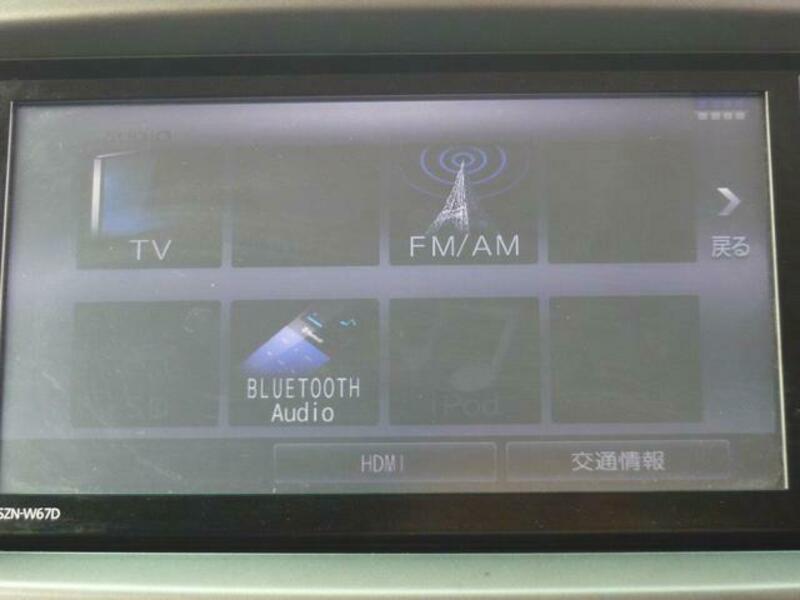 TV
FM/AM
戻る
BLUETOOTH
Audio
iPod
HDMI
交通情報
SZN-W67D